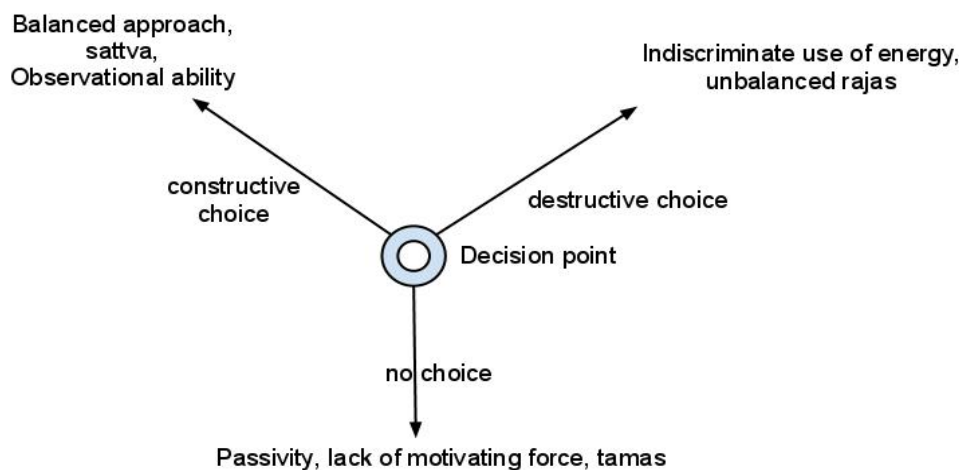 Balanced approach,
sattva,
Observational ability
Indiscriminate use of energy,
unbalanced rajas
constructive
choice
destructive choice
Decision point
no choice
Passivity, lack of motivating force, tamas